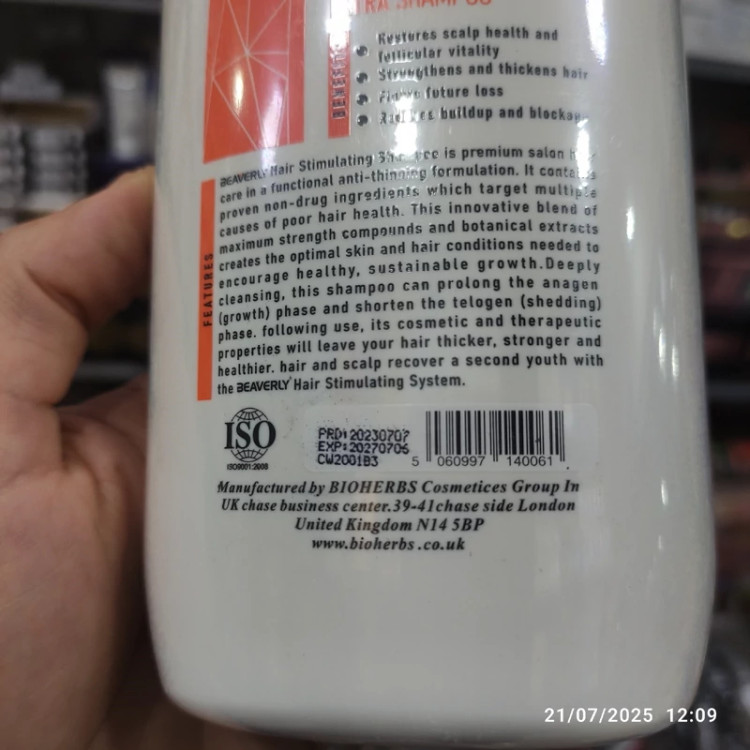 TRA SHAMPOO
BENEFITS
Restores scalp health and
follicular vitality
Strengthens and thickens hair
future loss
buildup and
FEATURES
BEAVERLY Hair Stimulating is premium salon
care in a functional anti-thinning formulation. It contains
proven non-drug ingredients which target multiple
causes of poor hair health. This innovative blend of
maximum strength compounds and botanical extracts
creates the optimal skin and hair conditions needed to
encourage healthy, sustainable growth.Deeply
cleansing, this shampoo can prolong the anagen
(growth) phase and shorten the telogen (shedding)
phase. following use, its cosmetic and therapeutic
properties will leave your hair thicker, stronger and
healthier. hair and scalp recover a second youth with
the BEAVERLY Hair Stimulating System.
ISO
ISO9001:2008
PRD:20230707
EXP:20270706
CW2001B3
5 060997 140061
Manufactured by BIOHERBS Cosmetices Group In
UK chase business center.39-41chase side London
United Kingdom N14 5BP
www.bioherbs.co.uk
21/07/2025 12:09